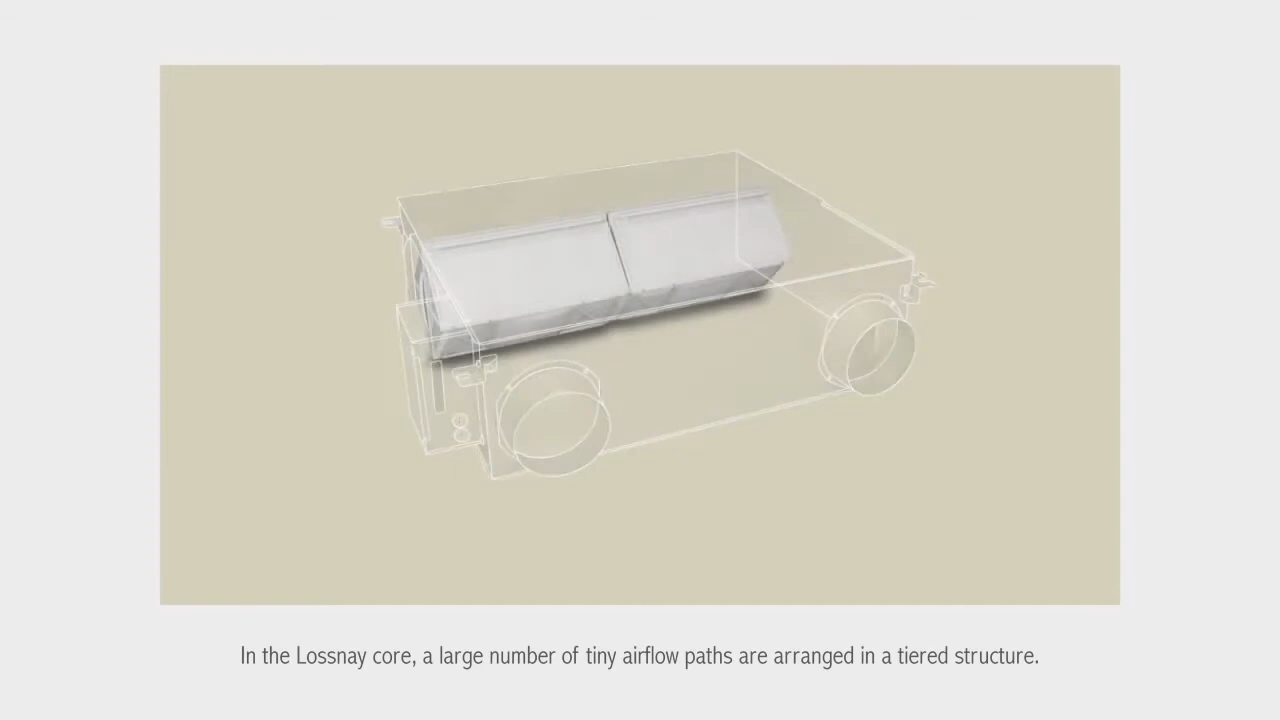 In the Lossnay core, a large number of tiny airflow paths are arranged in a tiered structure.